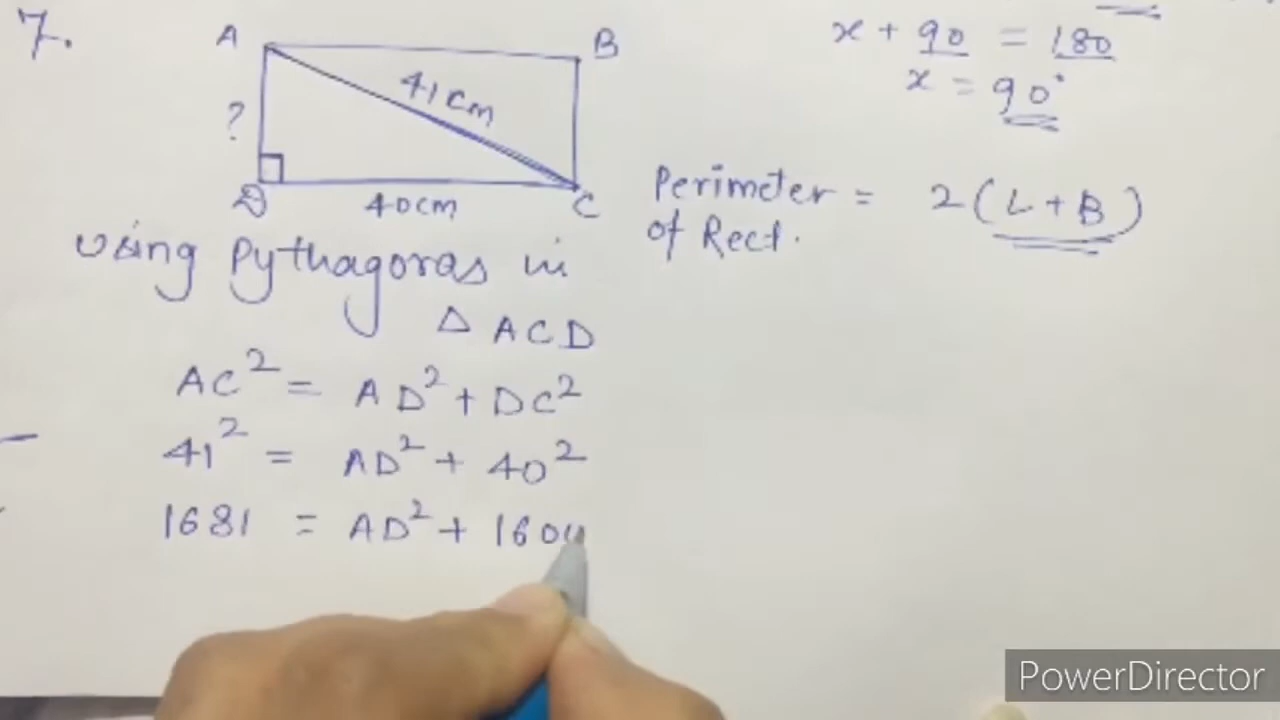 7.
A
B
41cm
?
D
40cm
C
using Pythagoras in
△ ACD
AC² = AD² + DC²
41² = AD² + 40²
1681 = AD² + 1600
x + 90 = 180
x = 90°
Perimeter = 2(L+B)
of Rect.
PowerDirector